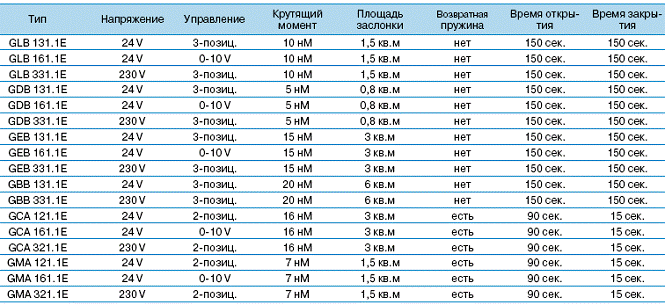 Тип Напряжение Управление Крутящий момент Площадь заслонки Возвратная пружина Время откры-тия Время закры-тия
GLB 131.1E 24 V 3-позиц. 10 нМ 1,5 кв.м нет 150 сек. 150 сек.
GLB 161.1E 24 V 0-10 V 10 нМ 1,5 кв.м нет 150 сек. 150 сек.
GLB 331.1E 230 V 3-позиц. 10 нМ 1,5 кв.м нет 150 сек. 150 сек.
GDB 131.1E 24 V 3-позиц. 5 нМ 0,8 кв.м нет 150 сек. 150 сек.
GDB 161.1E 24 V 0-10 V 5 нМ 0,8 кв.м нет 150 сек. 150 сек.
GDB 331.1E 230 V 3-позиц. 5 нМ 0,8 кв.м нет 150 сек. 150 сек.
GEB 131.1E 24 V 3-позиц. 15 нМ 3 кв.м нет 150 сек. 150 сек.
GEB 161.1E 24 V 0-10 V 15 нМ 3 кв.м нет 150 сек. 150 сек.
GEB 331.1E 230 V 3-позиц. 15 нМ 3 кв.м нет 150 сек. 150 сек.
GBB 131.1E 24 V 3-позиц. 20 нМ 6 кв.м нет 150 сек. 150 сек.
GBB 331.1E 230 V 3-позиц. 20 нМ 6 кв.м нет 150 сек. 150 сек.
GCA 121.1E 24 V 2-позиц. 16 нМ 3 кв.м есть 90 сек. 15 сек.
GCA 161.1E 24 V 0-10 V 16 нМ 3 кв.м есть 90 сек. 15 сек.
GCA 321.1E 230 V 2-позиц. 16 нМ 3 кв.м есть 90 сек. 15 сек.
GMA 121.1E 24 V 2-позиц. 7 нМ 1,5 кв.м есть 90 сек. 15 сек.
GMA 161.1E 24 V 0-10 V 7 нМ 1,5 кв.м есть 90 сек. 15 сек.
GMA 321.1E 230 V 2-позиц. 7 нМ 1,5 кв.м есть 90 сек. 15 сек.